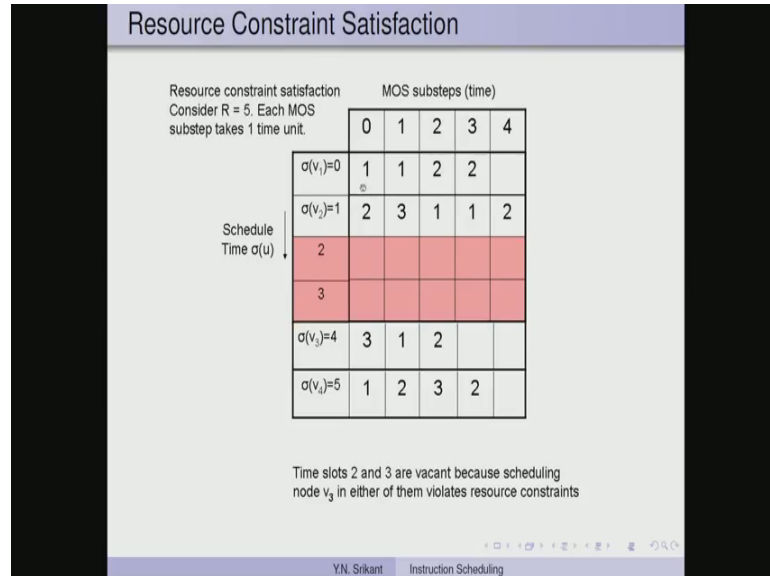 Resource Constraint Satisfaction
Resource constraint satisfaction
Consider R = 5. Each MOS
substep takes 1 time unit.
MOS substeps (time)
0 1 2 3 4
σ(v₁)=0 1 1 2 2
σ(v₂)=1 2 3 1 1 2
Schedule
Time σ(u)
2
3
σ(v₃)=4 3 1 2
σ(v₄)=5 1 2 3 2
Time slots 2 and 3 are vacant because scheduling
node v₃ in either of them violates resource constraints
Y.N. Srikant Instruction Scheduling